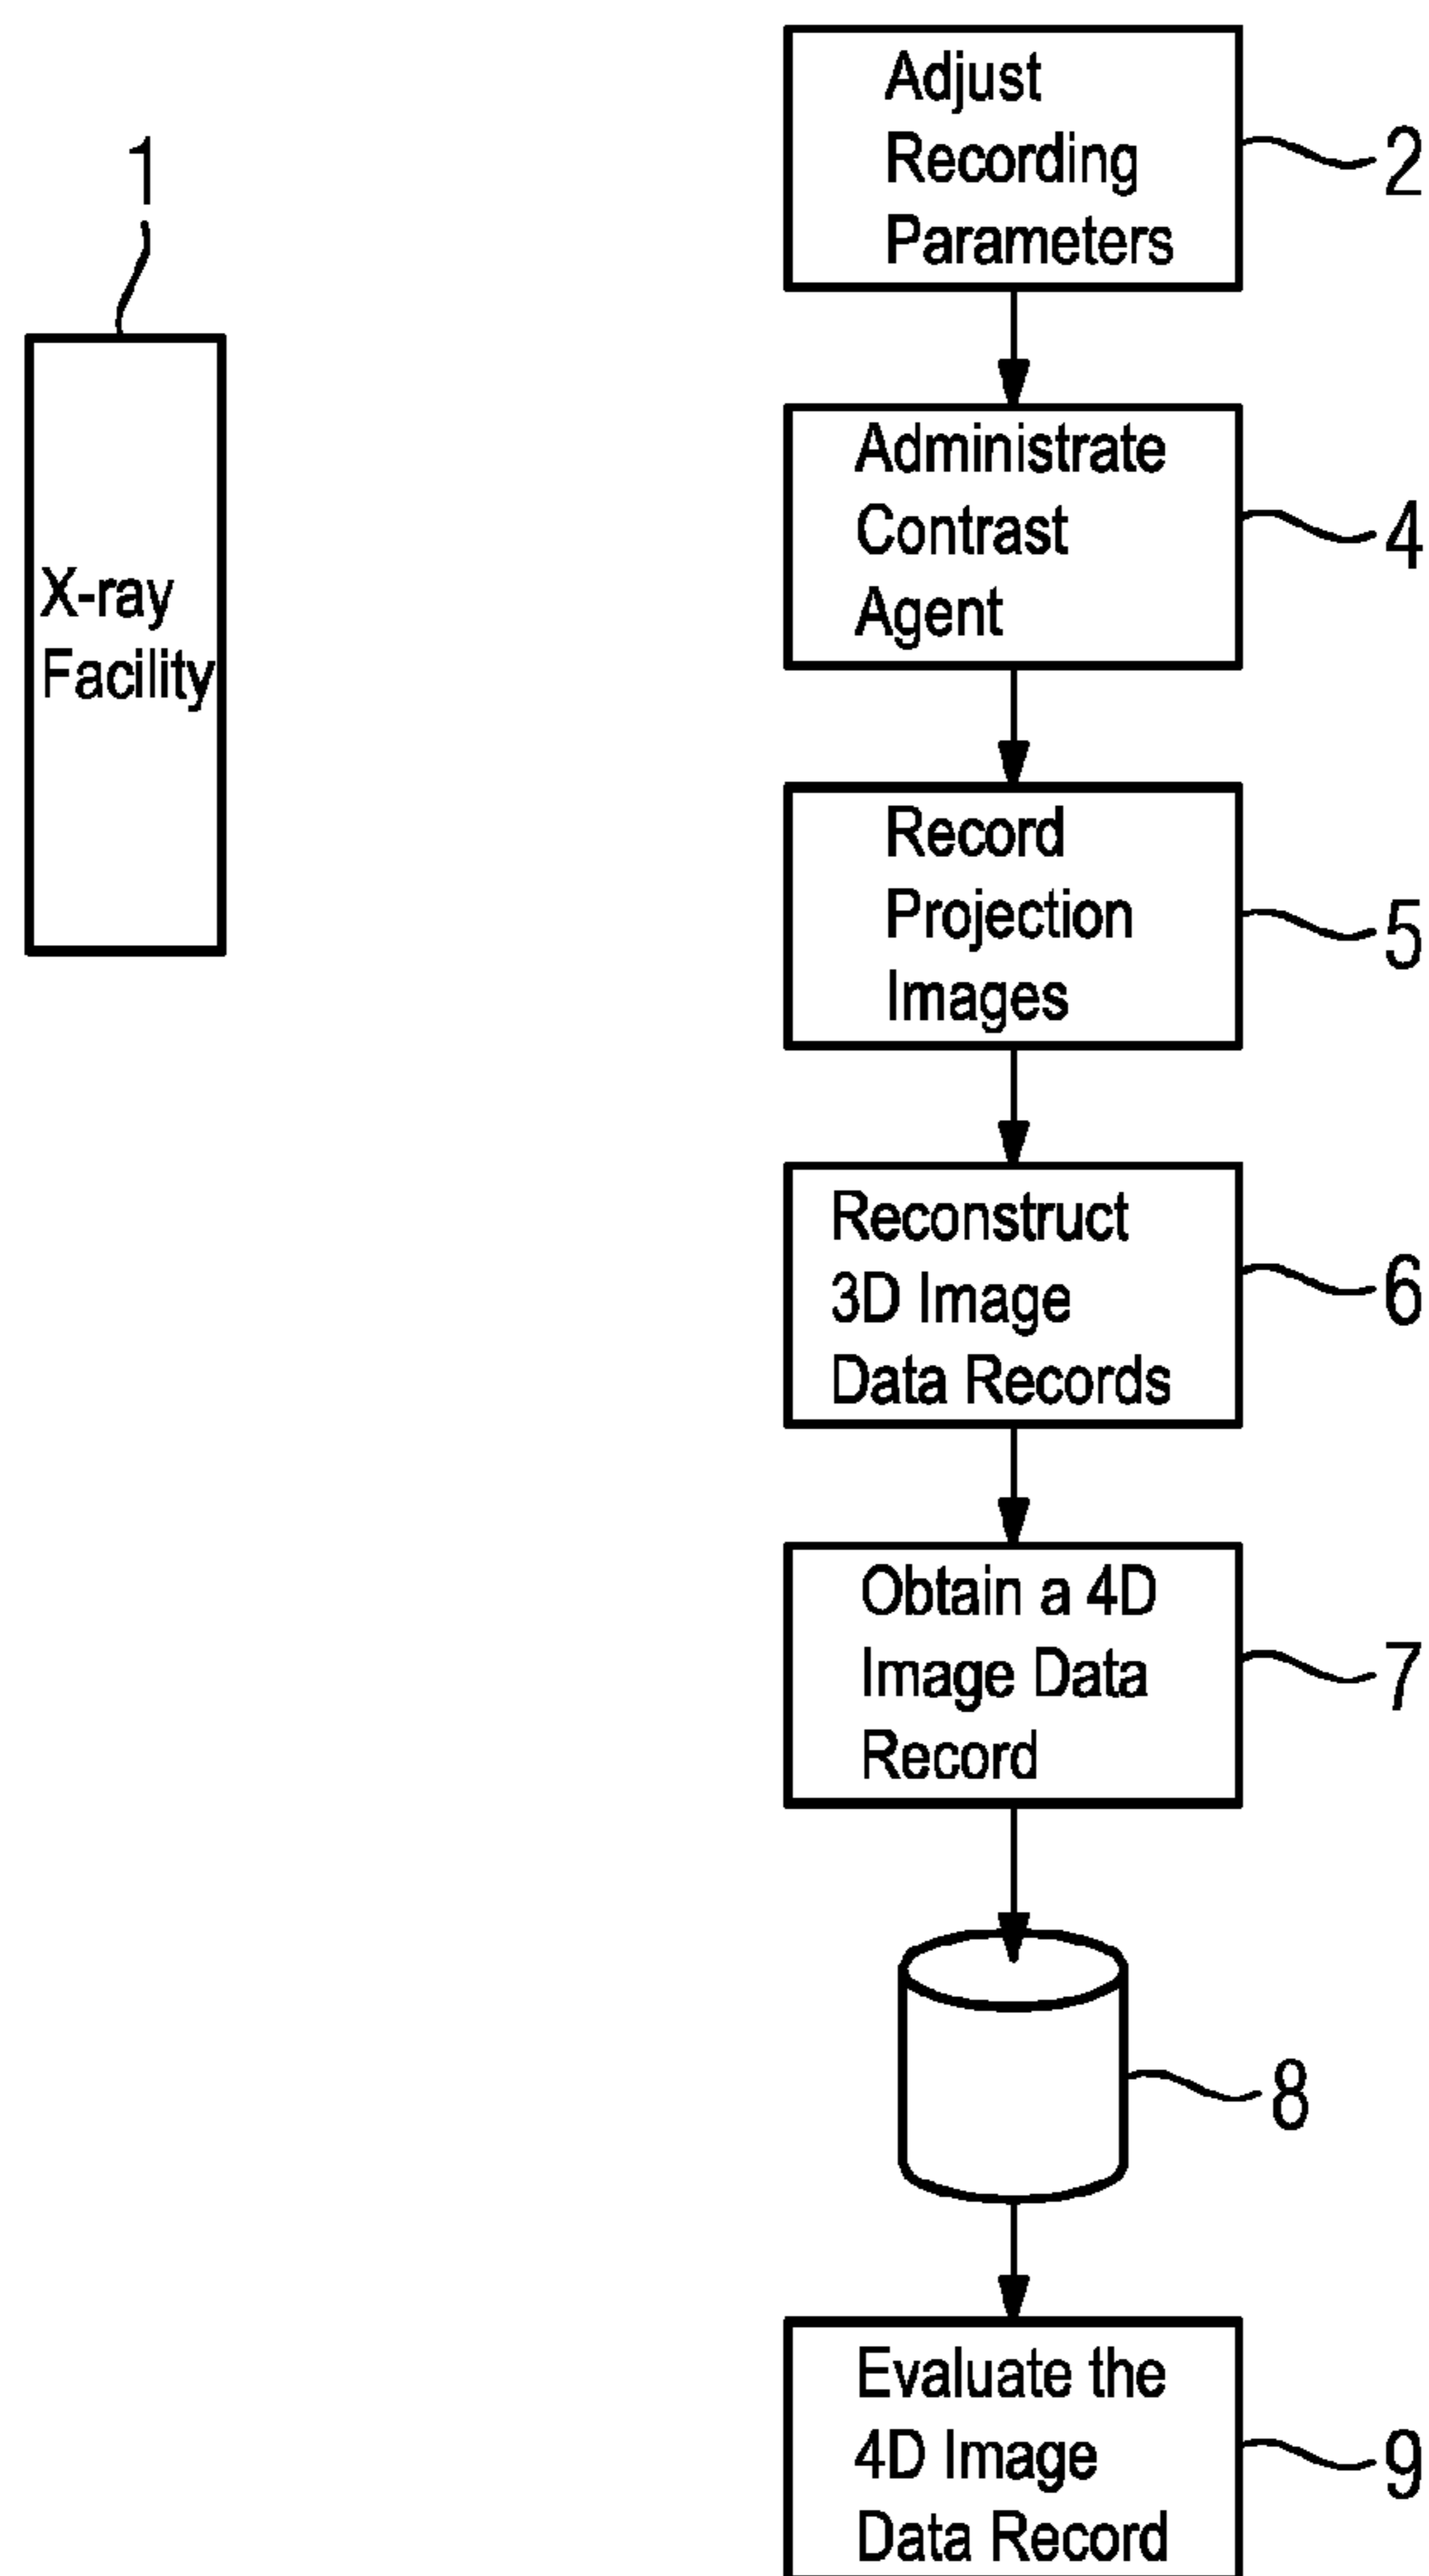 1
X-ray
Facility
Adjust
Recording
Parameters
2
Administrate
Contrast
Agent
4
Record
Projection
Images
5
Reconstruct
3D Image
Data Records
6
Obtain a 4D
Image Data
Record
7
8
Evaluate the
4D Image
Data Record
9